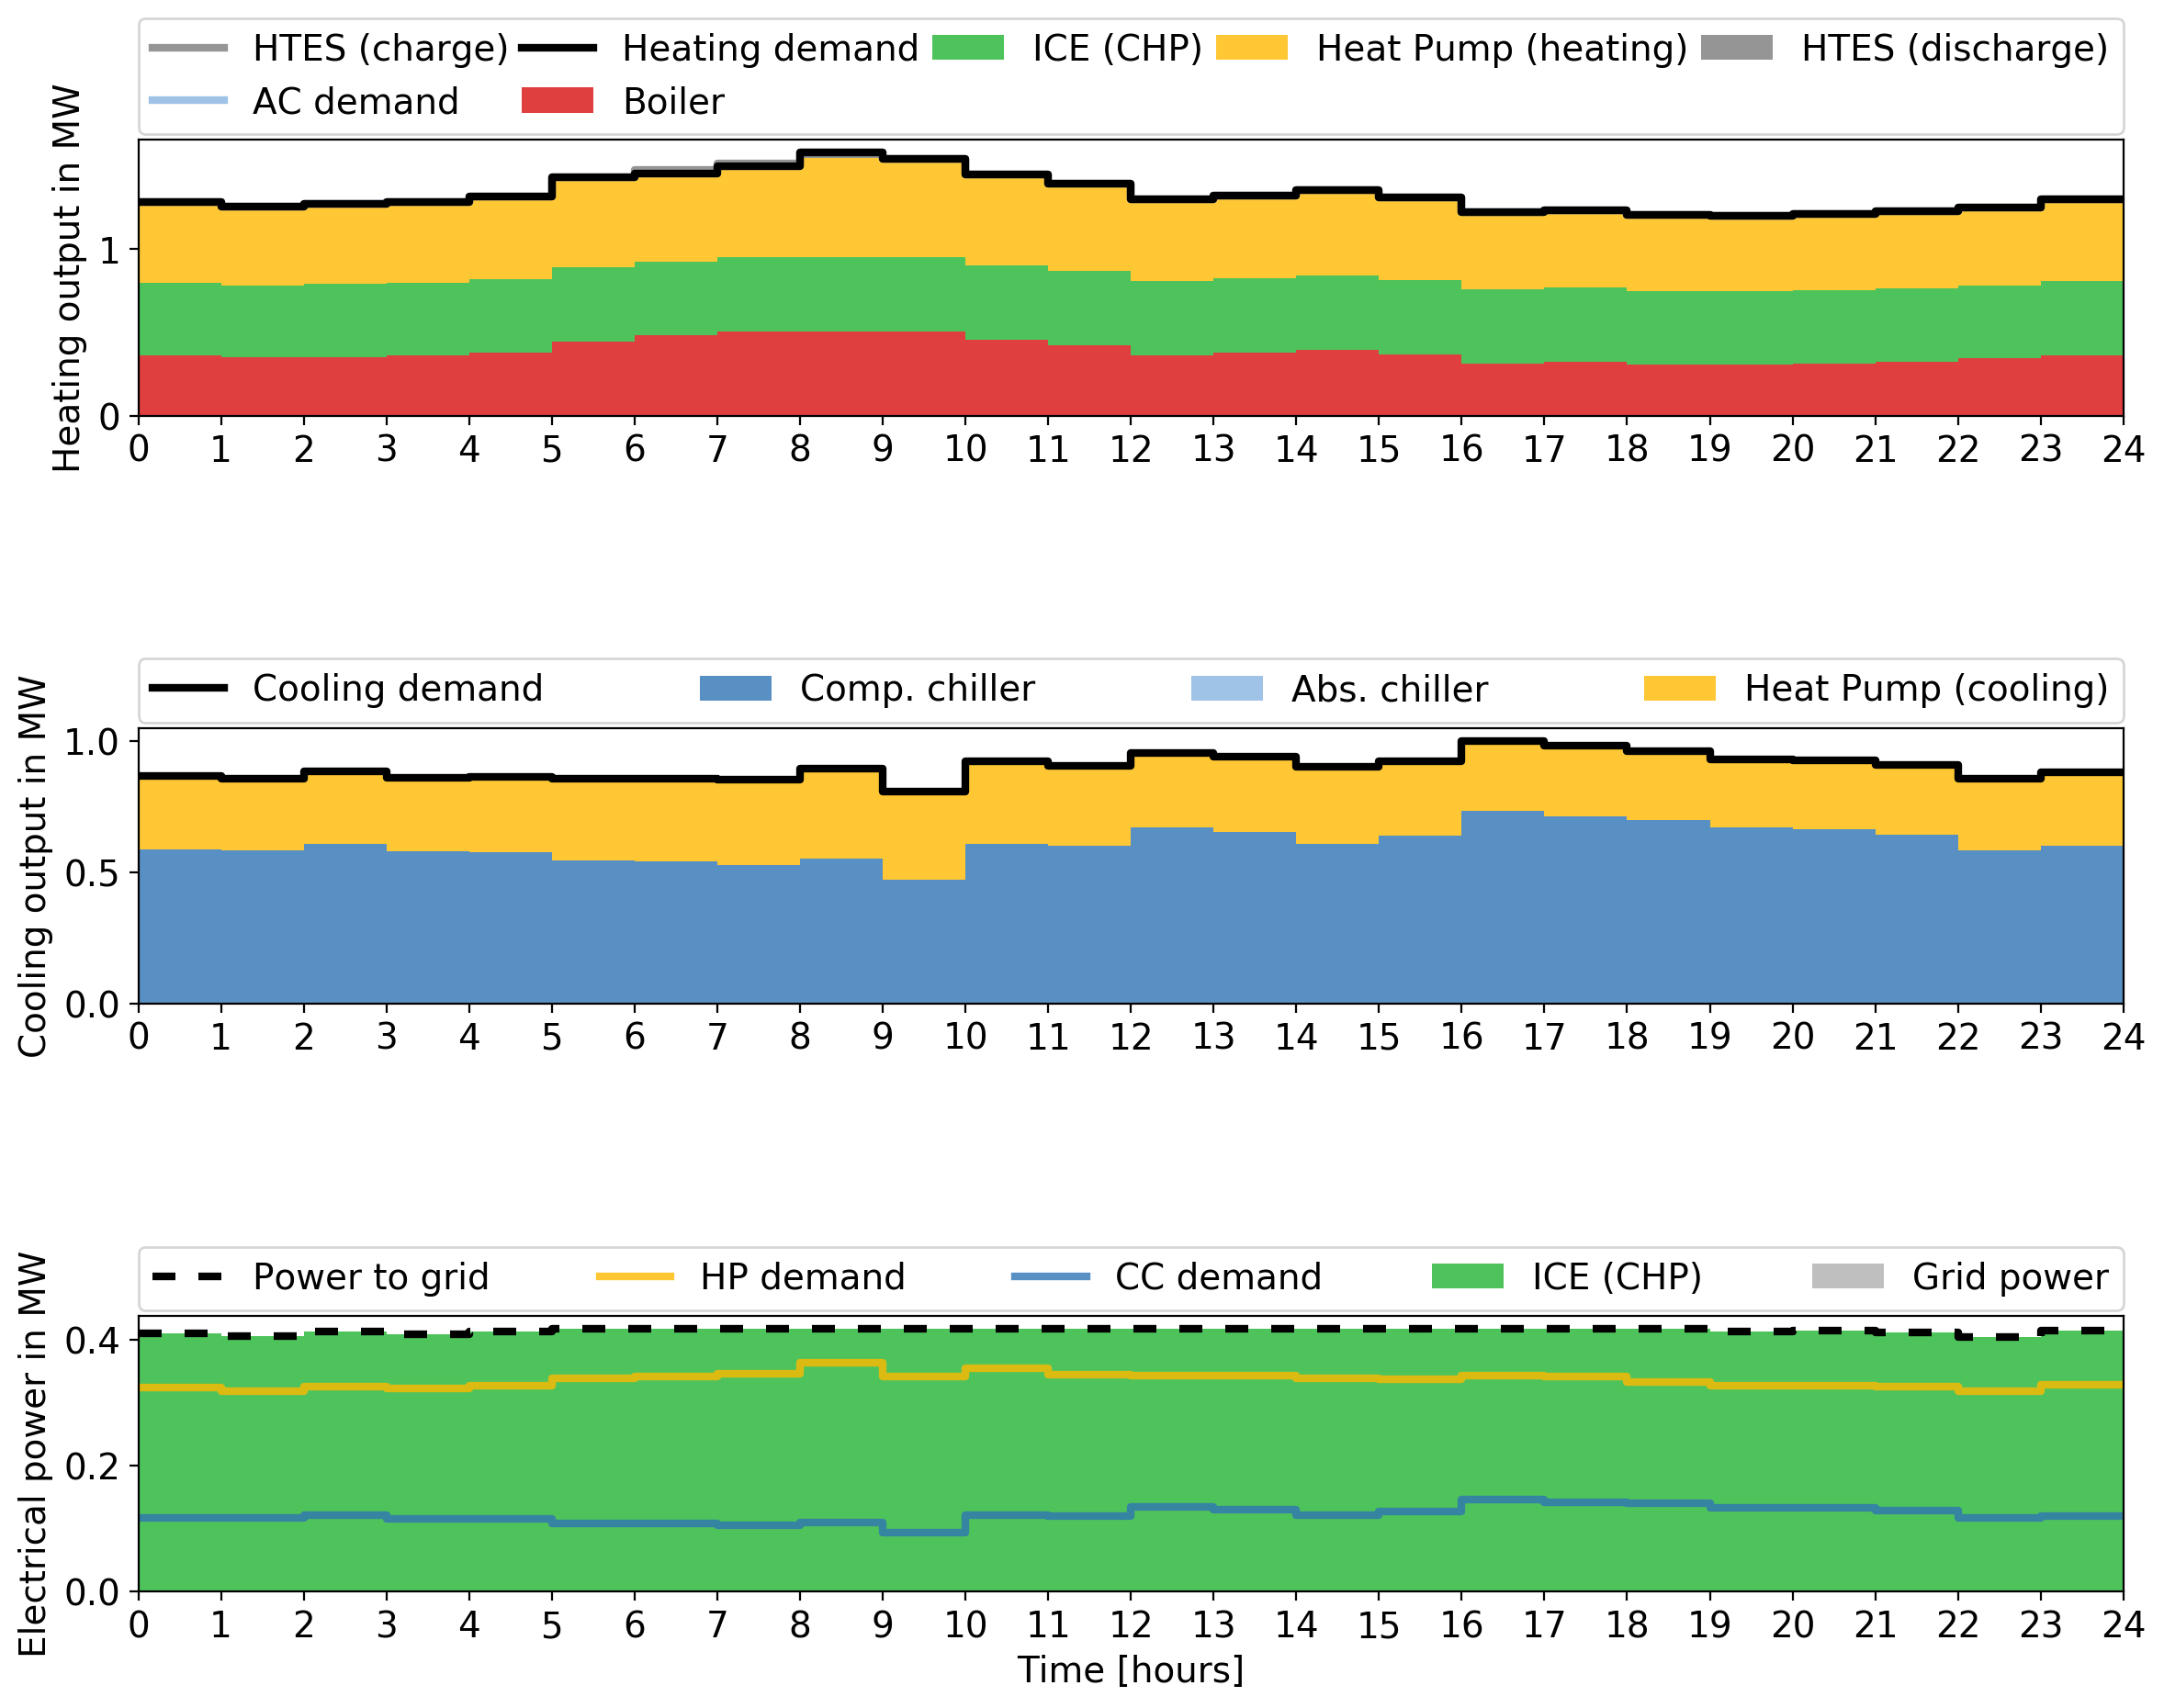 HTES (charge) Heating demand ICE (CHP) Heat Pump (heating) HTES (discharge)
AC demand Boiler
Heating output in MW
1
0
0 1 2 3 4 5 6 7 8 9 10 11 12 13 14 15 16 17 18 19 20 21 22 23 24
Cooling demand Comp. chiller Abs. chiller Heat Pump (cooling)
Cooling output in MW
1.0
0.5
0.0
0 1 2 3 4 5 6 7 8 9 10 11 12 13 14 15 16 17 18 19 20 21 22 23 24
Power to grid HP demand CC demand ICE (CHP) Grid power
Electrical power in MW
0.4
0.2
0.0
0 1 2 3 4 5 6 7 8 9 10 11 12 13 14 15 16 17 18 19 20 21 22 23 24
Time [hours]